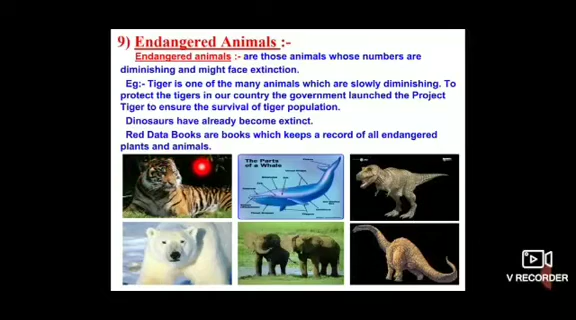 9) Endangered Animals :-
Endangered animals :- are those animals whose numbers are
diminishing and might face extinction.
Eg:- Tiger is one of the many animals which are slowly diminishing. To
protect the tigers in our country the government launched the Project
Tiger to ensure the survival of tiger population.
Dinosaurs have already become extinct.
Red Data Books are books which keeps a record of all endangered
plants and animals.
The Parts
of a Whale
V RECORDER